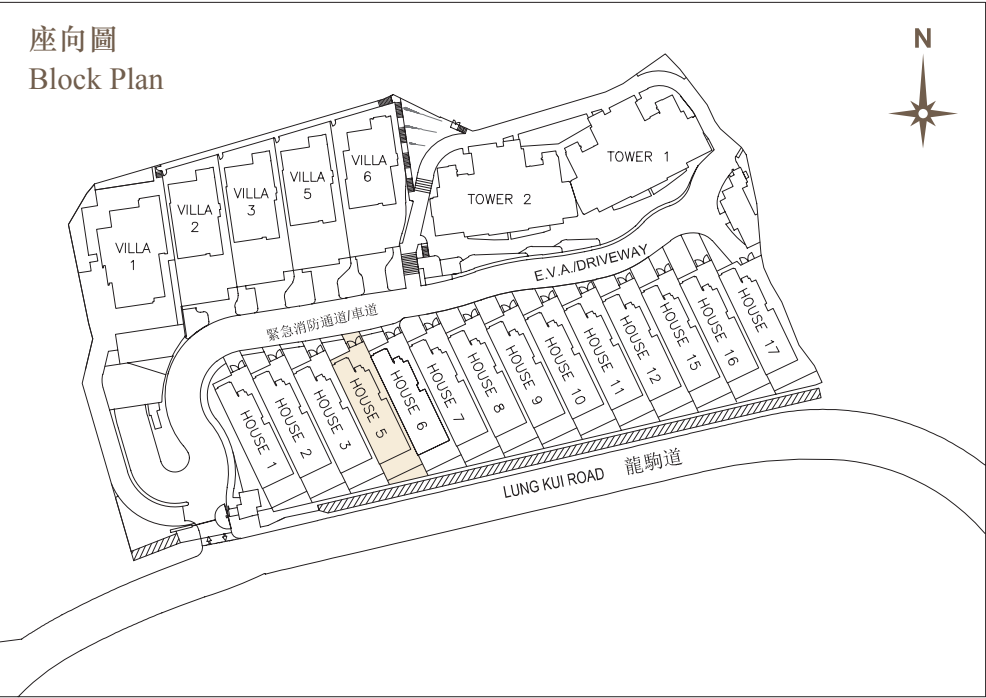 座向圖
Block Plan
N
VILLA
1
VILLA
2
VILLA
3
VILLA
5
VILLA
6
TOWER 2
TOWER 1
E.V.A./DRIVEWAY
緊急消防通道/車道
HOUSE 1
HOUSE 2
HOUSE 3
HOUSE 5
HOUSE 6
HOUSE 7
HOUSE 8
HOUSE 9
HOUSE 10
HOUSE 11
HOUSE 12
HOUSE 15
HOUSE 16
HOUSE 17
LUNG KUI ROAD 龍駒道